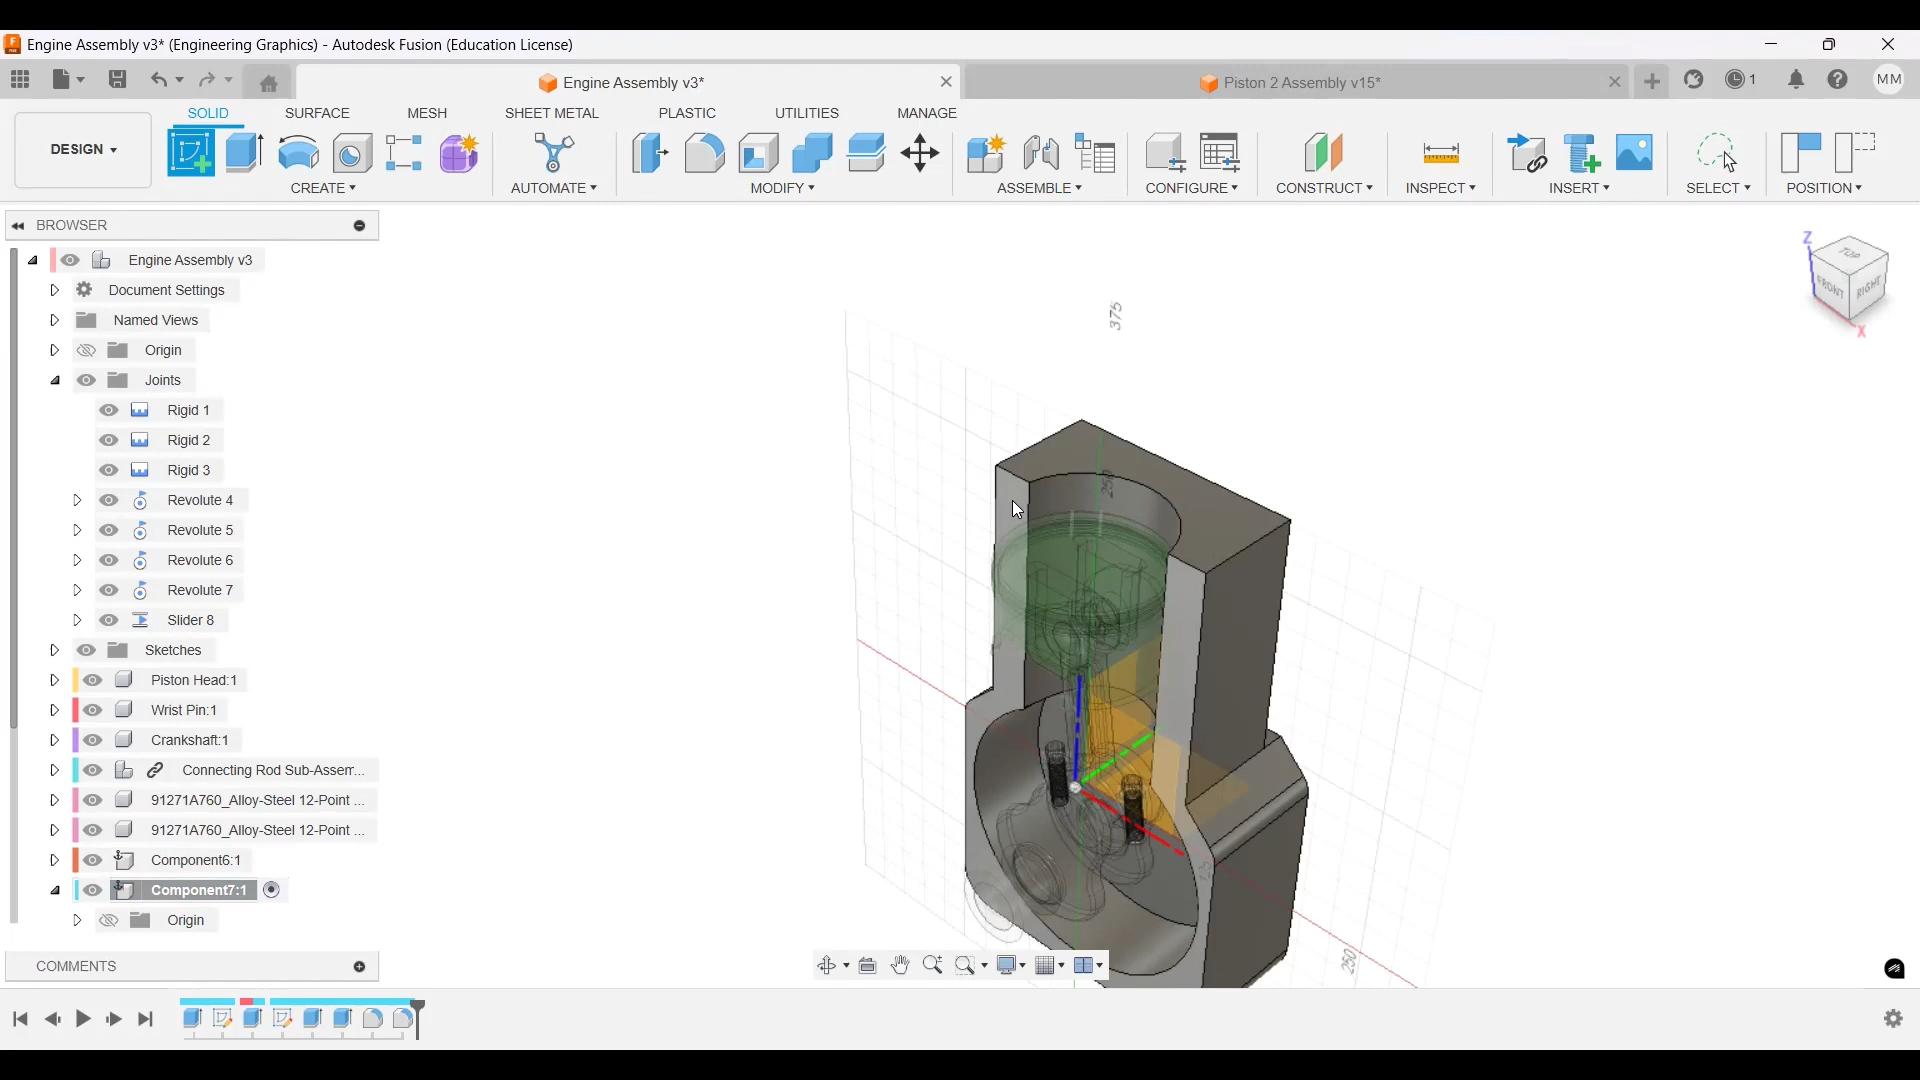 Engine Assembly v3* (Engineering Graphics) - Autodesk Fusion (Education License)
Engine Assembly v3*
Piston 2 Assembly v15*
1
MM
DESIGN
SOLID
SURFACE
MESH
SHEET METAL
PLASTIC
UTILITIES
MANAGE
CREATE
AUTOMATE
MODIFY
ASSEMBLE
CONFIGURE
CONSTRUCT
INSPECT
INSERT
SELECT
POSITION
BROWSER
Engine Assembly v3
Document Settings
Named Views
Origin
Joints
Rigid 1
Rigid 2
Rigid 3
Revolute 4
Revolute 5
Revolute 6
Revolute 7
Slider 8
Sketches
Piston Head:1
Wrist Pin:1
Crankshaft:1
Connecting Rod Sub-Assem...
91271A760_Alloy-Steel 12-Point ...
91271A760_Alloy-Steel 12-Point ...
Component6:1
Component7:1
Origin
COMMENTS
375
250
250
Z
TOP
FRONT
RIGHT
X